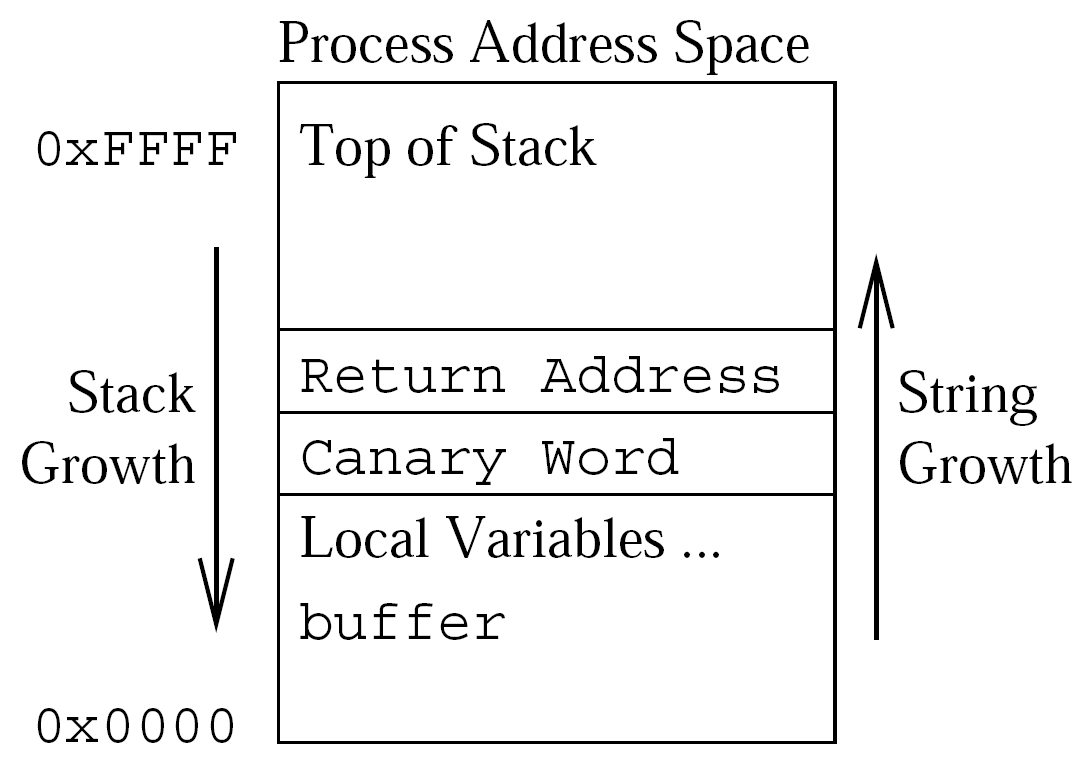 Process Address Space
0xFFFF
Top of Stack
Return Address
Stack
Growth
String
Growth
Canary Word
Local Variables ...
buffer
0x0000